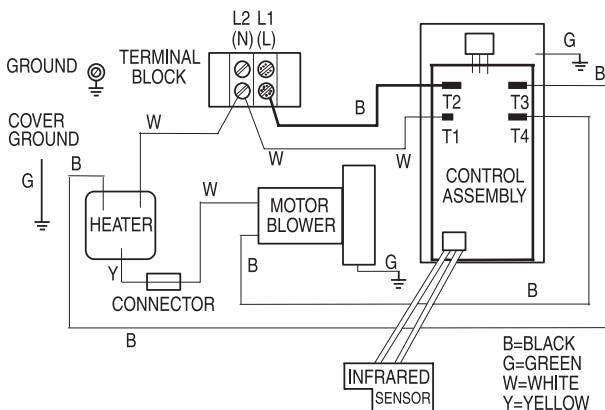 L2 L1
(N) (L)
TERMINAL
BLOCK
GROUND
COVER
GROUND
G
B
W
HEATER
Y
CONNECTOR
W
W
B
W
MOTOR
BLOWER
B
G
T2
T3
T1
T4
CONTROL
ASSEMBLY
G
B
B
B
INFRARED
SENSOR
B=BLACK
G=GREEN
W=WHITE
Y=YELLOW